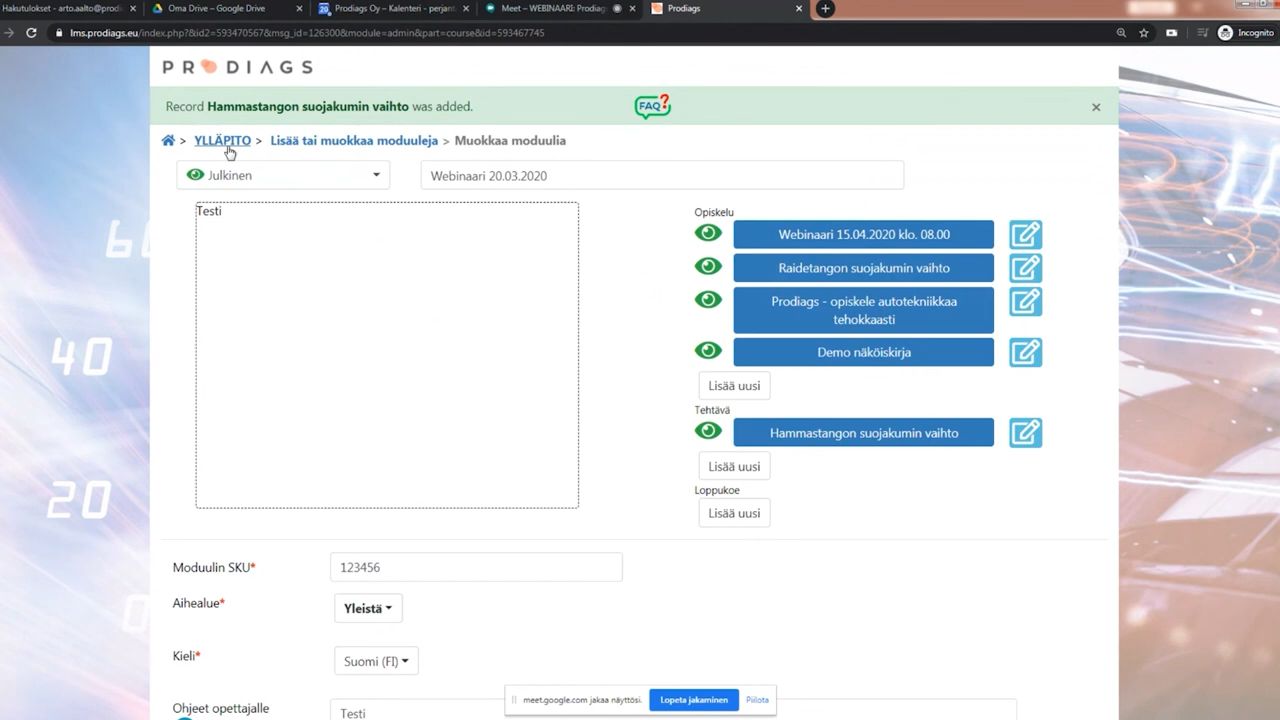 Hakutulokset - arto.aalto@prodi
Oma Drive – Google Drive
Prodiags Oy – Kalenteri - perjant
Meet – WEBINAARI: Prodiag
Prodiags
lms.prodiags.eu/index.php?&id2=593470567&msg_id=126300&module=admin&part=course&id=593467745
Incognito
PRODIAGS
Record Hammastangon suojakumin vaihto was added.
FAQ?
×
> YLLÄPITO > Lisää tai muokkaa moduuleja > Muokkaa moduulia
Julkinen
Webinaari 20.03.2020
Testi
Opiskelu
Webinaari 15.04.2020 klo. 08.00
Raidetangon suojakumin vaihto
Prodiags - opiskele autotekniikkaa
tehokkaasti
Demo näköiskirja
Lisää uusi
Tehtävä
Hammastangon suojakumin vaihto
Lisää uusi
Loppukoe
Lisää uusi
40
20
Moduulin SKU*
123456
Aihealue*
Yleistä
Kieli*
Suomi (FI)
Ohjeet opettajalle
Testi
meet.google.com jakaa näyttösi.
Lopeta jakaminen
Piilota